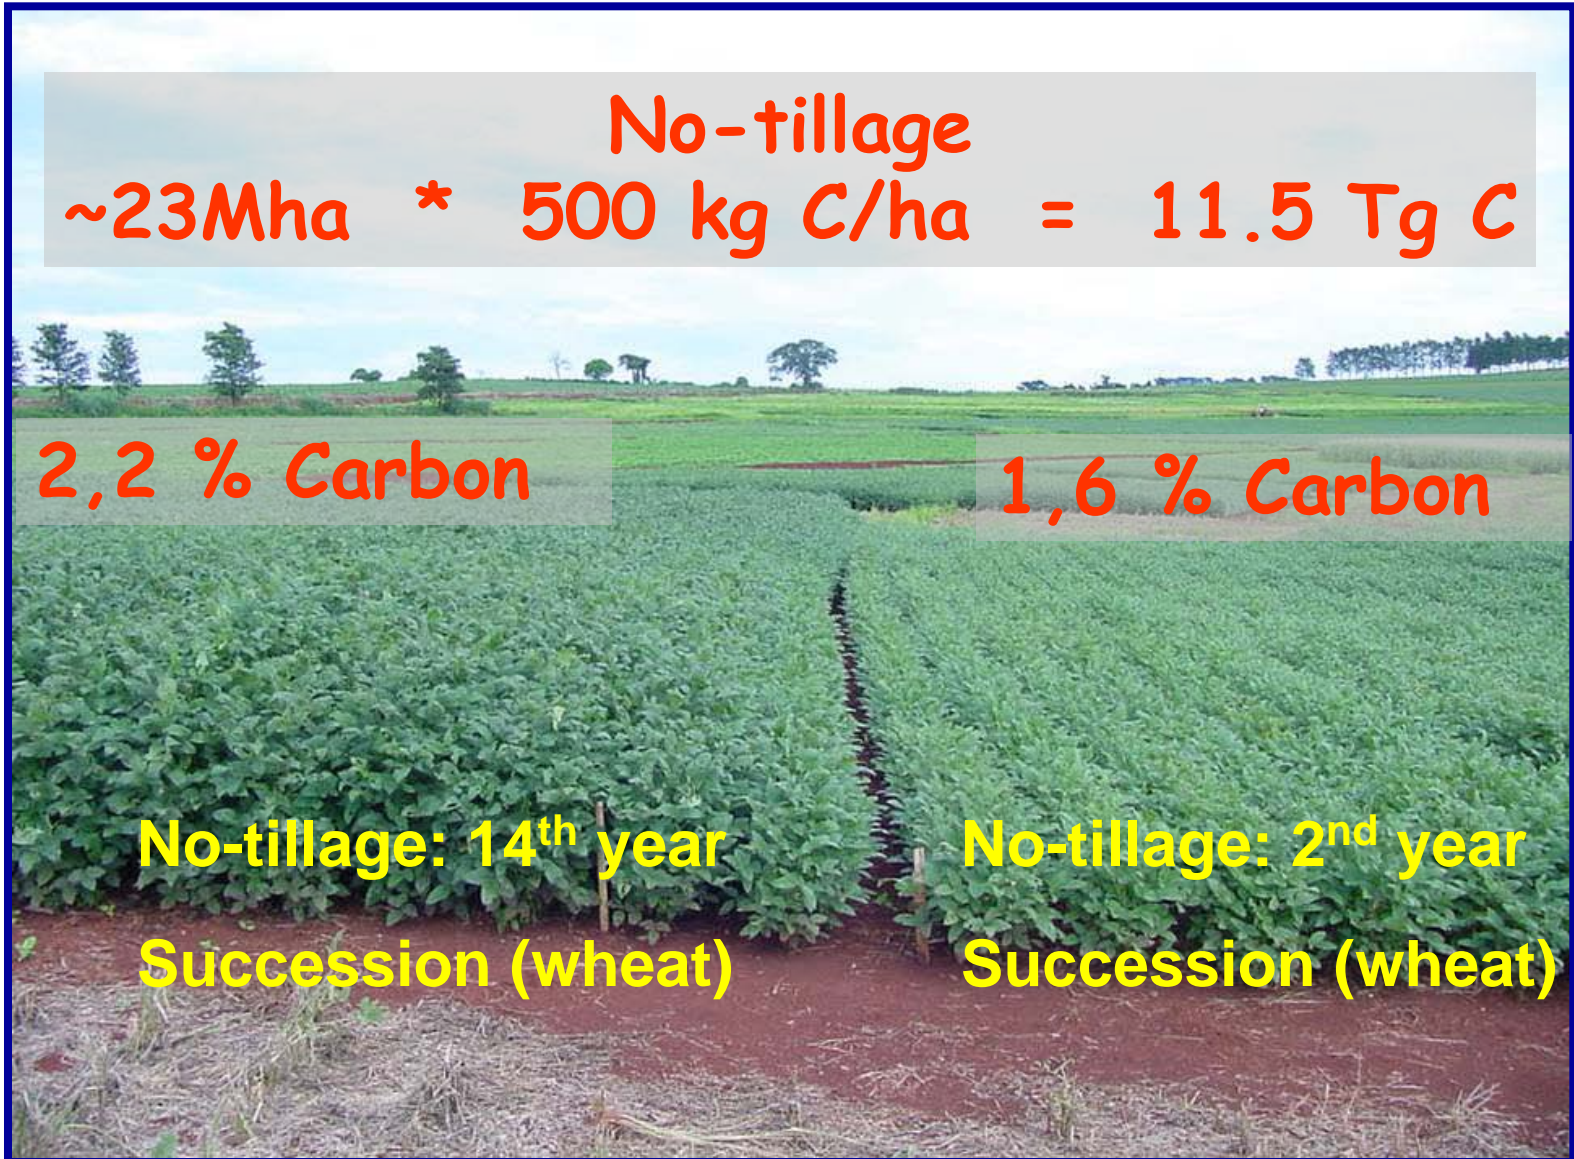 No-tillage
~23Mha * 500 kg C/ha = 11.5 Tg C
2,2 % Carbon
1,6 % Carbon
No-tillage: 14th year
Succession (wheat)
No-tillage: 2nd year
Succession (wheat)